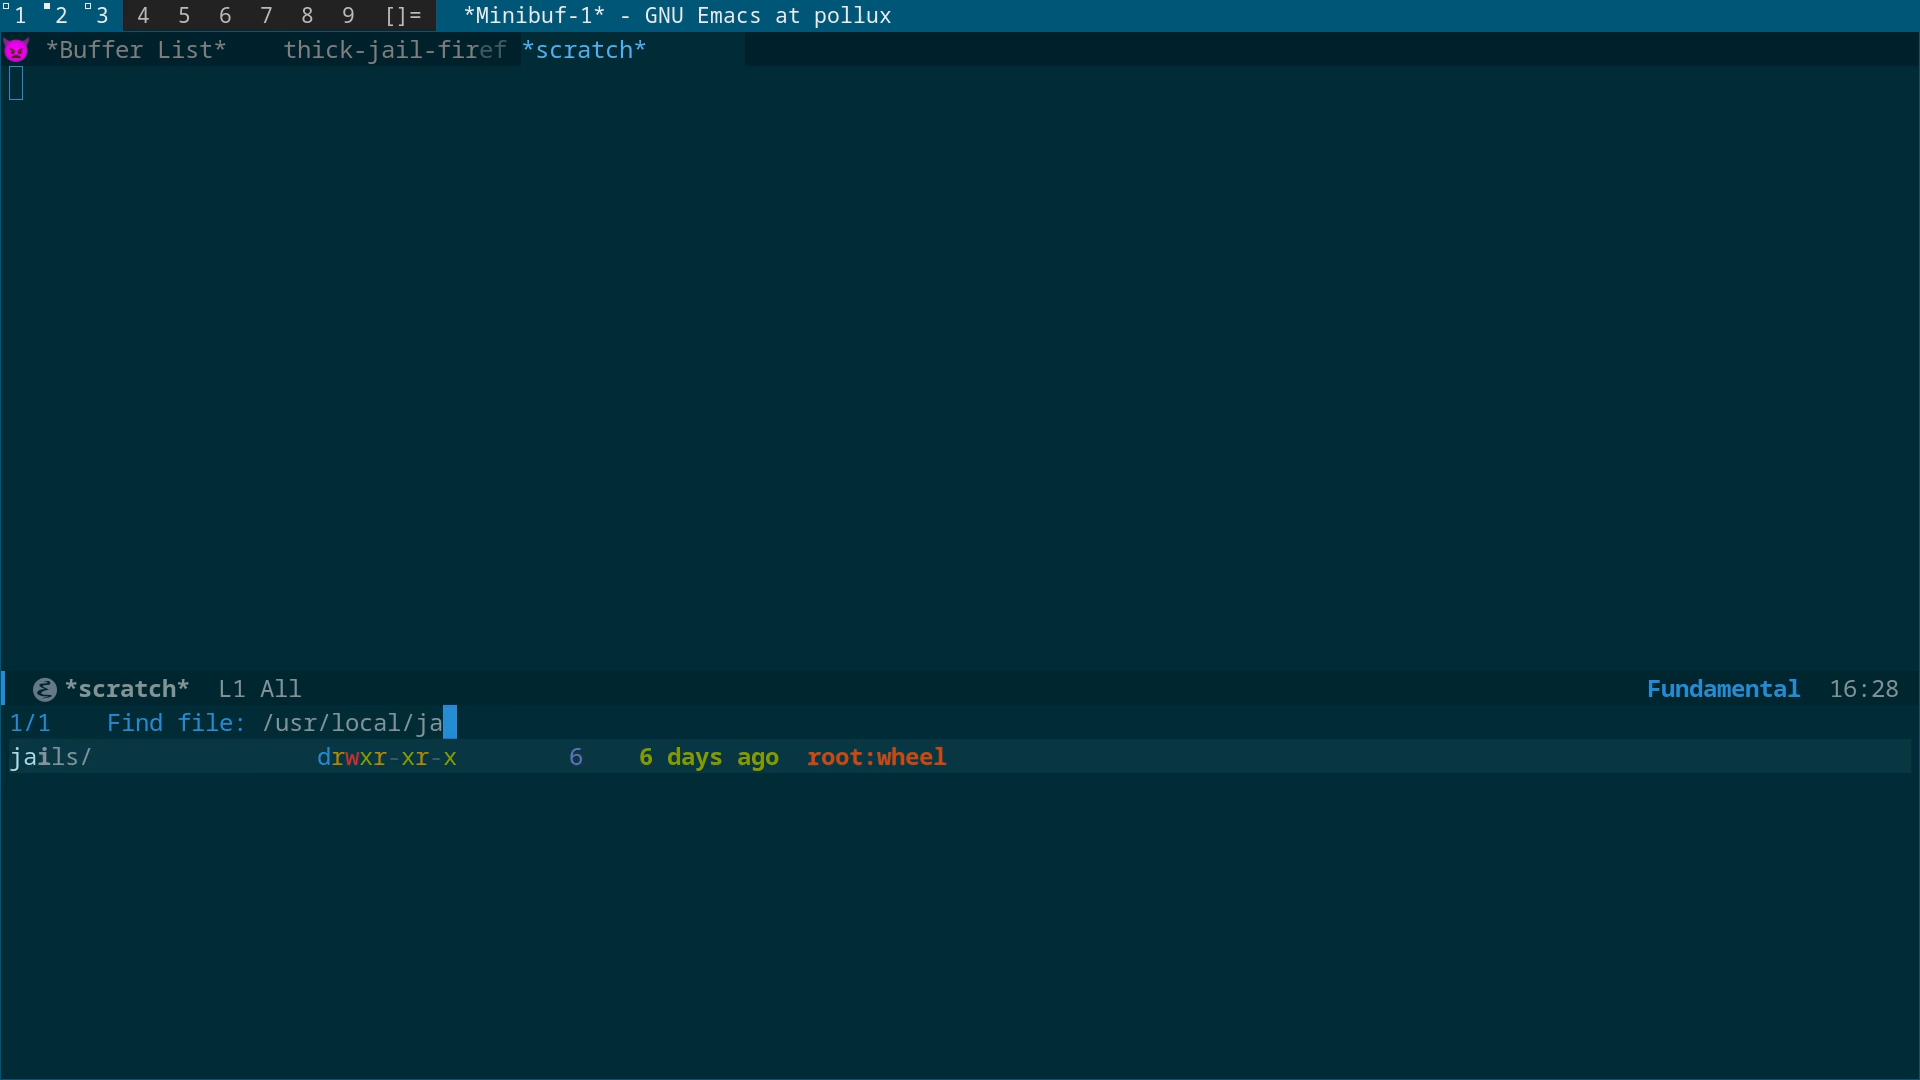 1 2 3 4 5 6 7 8 9 []= *Minibuf-1* - GNU Emacs at pollux
*Buffer List* thick-jail-firef *scratch*
*scratch* L1 All Fundamental 16:28
1/1 Find file: /usr/local/ja
jails/ drwxr-xr-x 6 6 days ago root:wheel